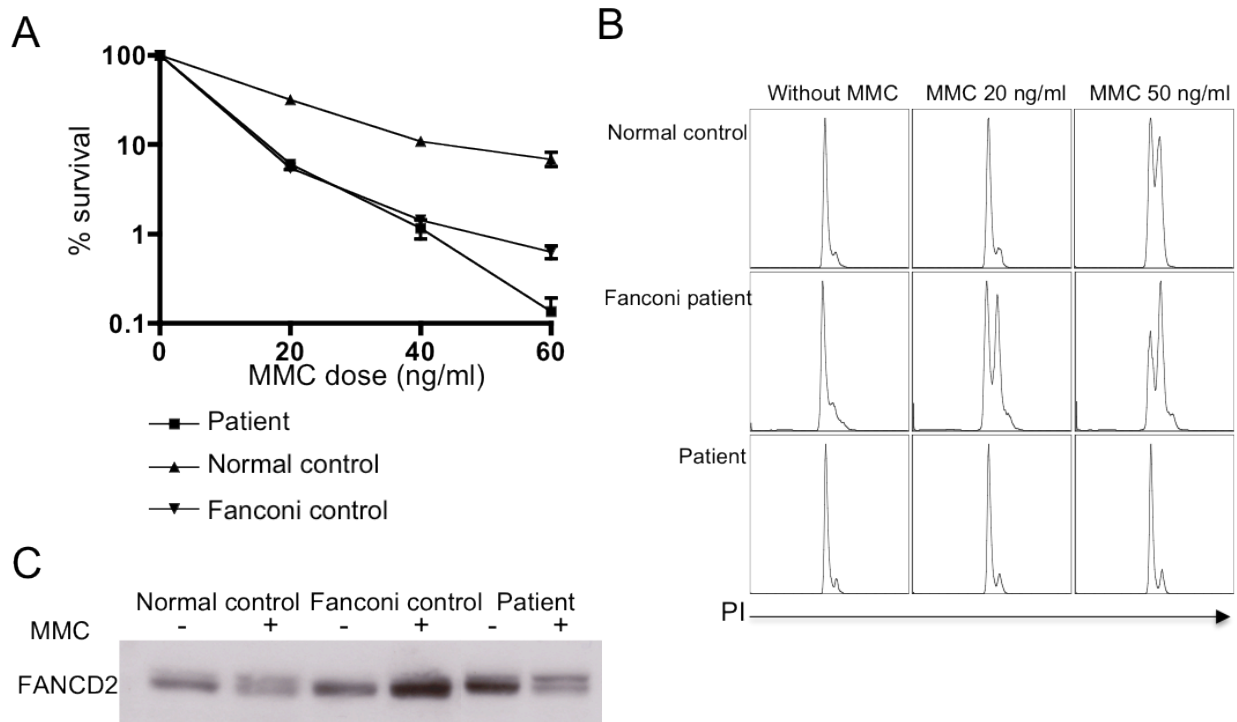 A
100
10
1
0.1
% survival
0
20
40
60
MMC dose (ng/ml)
Patient
Normal control
Fanconi control
B
Without MMC
MMC 20 ng/ml
MMC 50 ng/ml
Normal control
Fanconi patient
Patient
PI
C
Normal control Fanconi control Patient
MMC - + - + - +
FANCD2